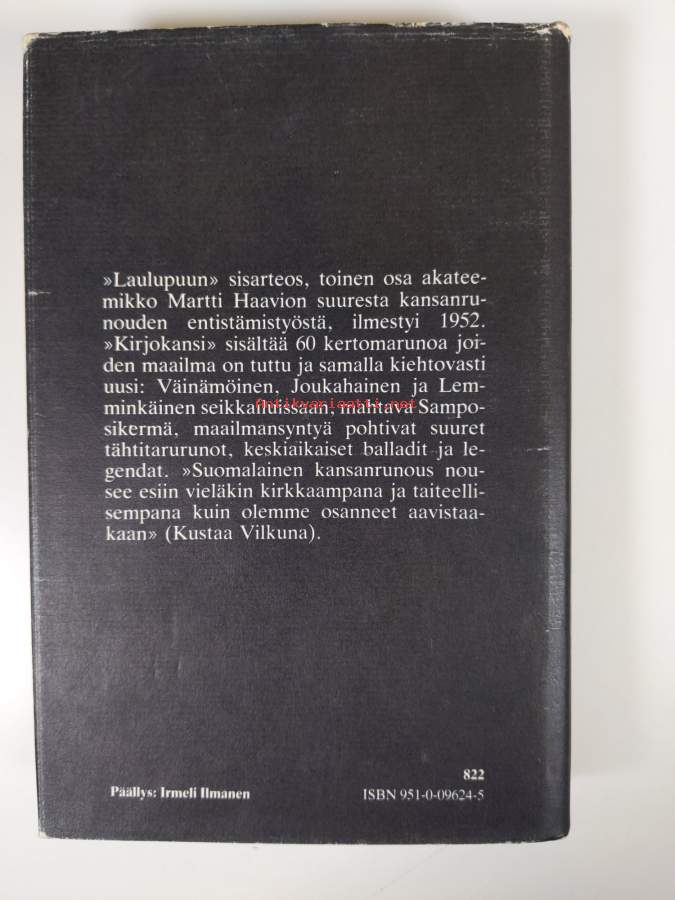 »Laulupuun» sisarteos, toinen osa akatee-
mikko Martti Haavion suuresta kansanru-
nouden entistämistyöstä, ilmestyi 1952.
»Kirjokansi» sisältää 60 kertomarunoa joi-
den maailma on tuttu ja samalla kiehtovasti
uusi: Väinämöinen, Joukahainen ja Lem-
minkäinen seikkailuissaan, mahtava Sampo-
sikermä, maailmansyntyä pohtivat suuret
tähtitarurunot, keskiaikaiset balladit ja le-
gendat. »Suomalainen kansanrunous nou-
see esiin vieläkin kirkkaampana ja taiteelli-
sempana kuin olemme osanneet aavistaa-
kaan» (Kustaa Vilkuna).
Antikvariaatti.net
822
Päällys: Irmeli Ilmanen
ISBN 951-0-09624-5